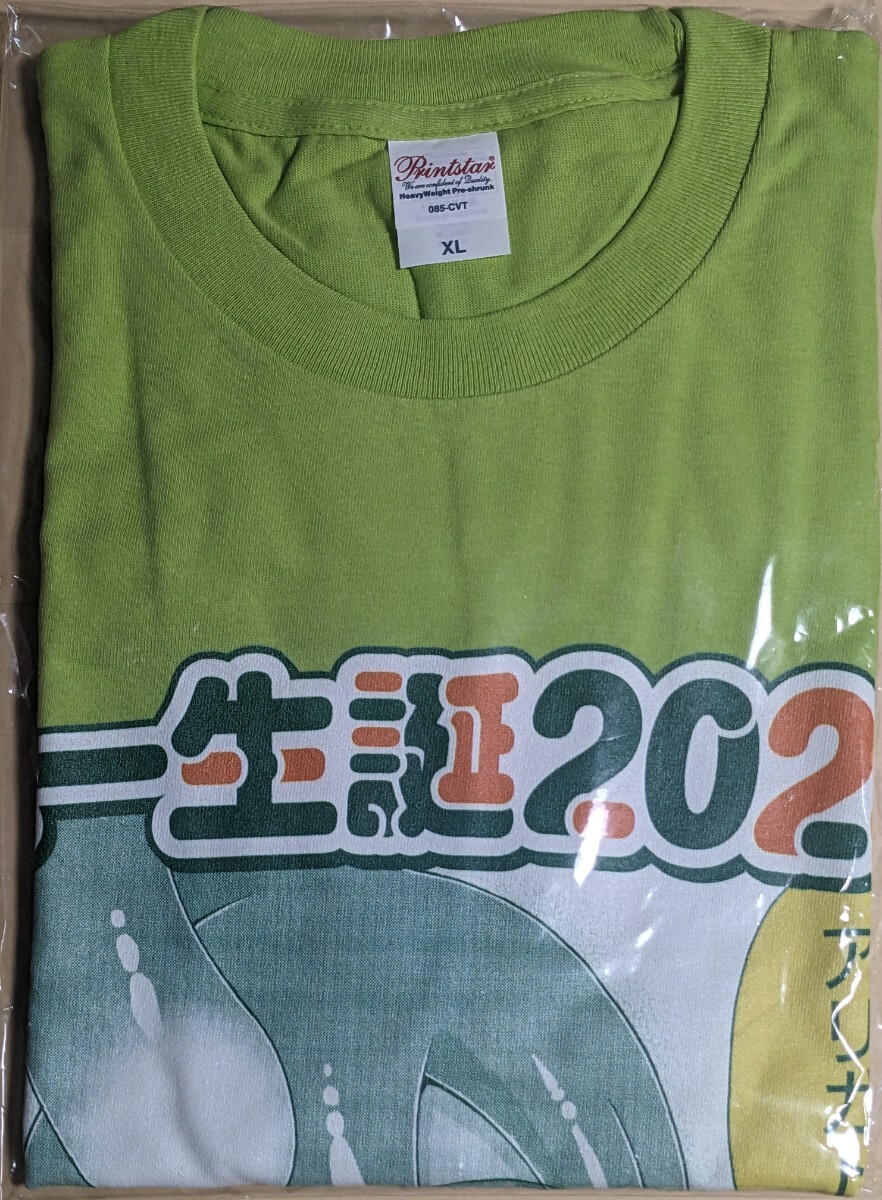 Printstar
We are confident of Quality.
HeavyWeight Pre-shrunk
085-CVT
XL
生誕202